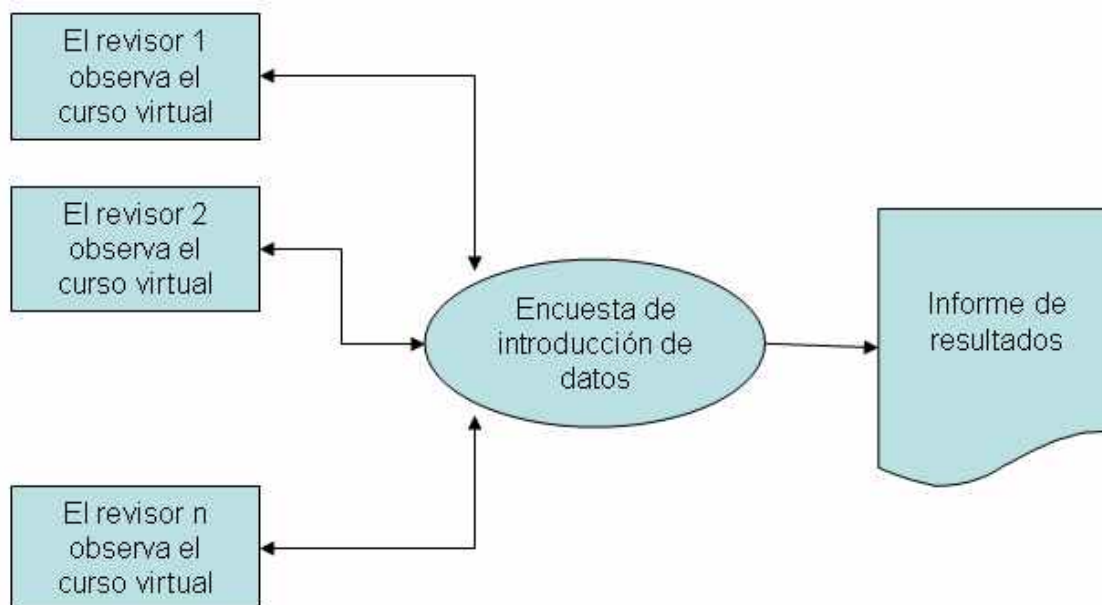 El revisor 1
observa el
curso virtual
El revisor 2
observa el
curso virtual
Encuesta de
introducción de
datos
Informe de
resultados
El revisor n
observa el
curso virtual